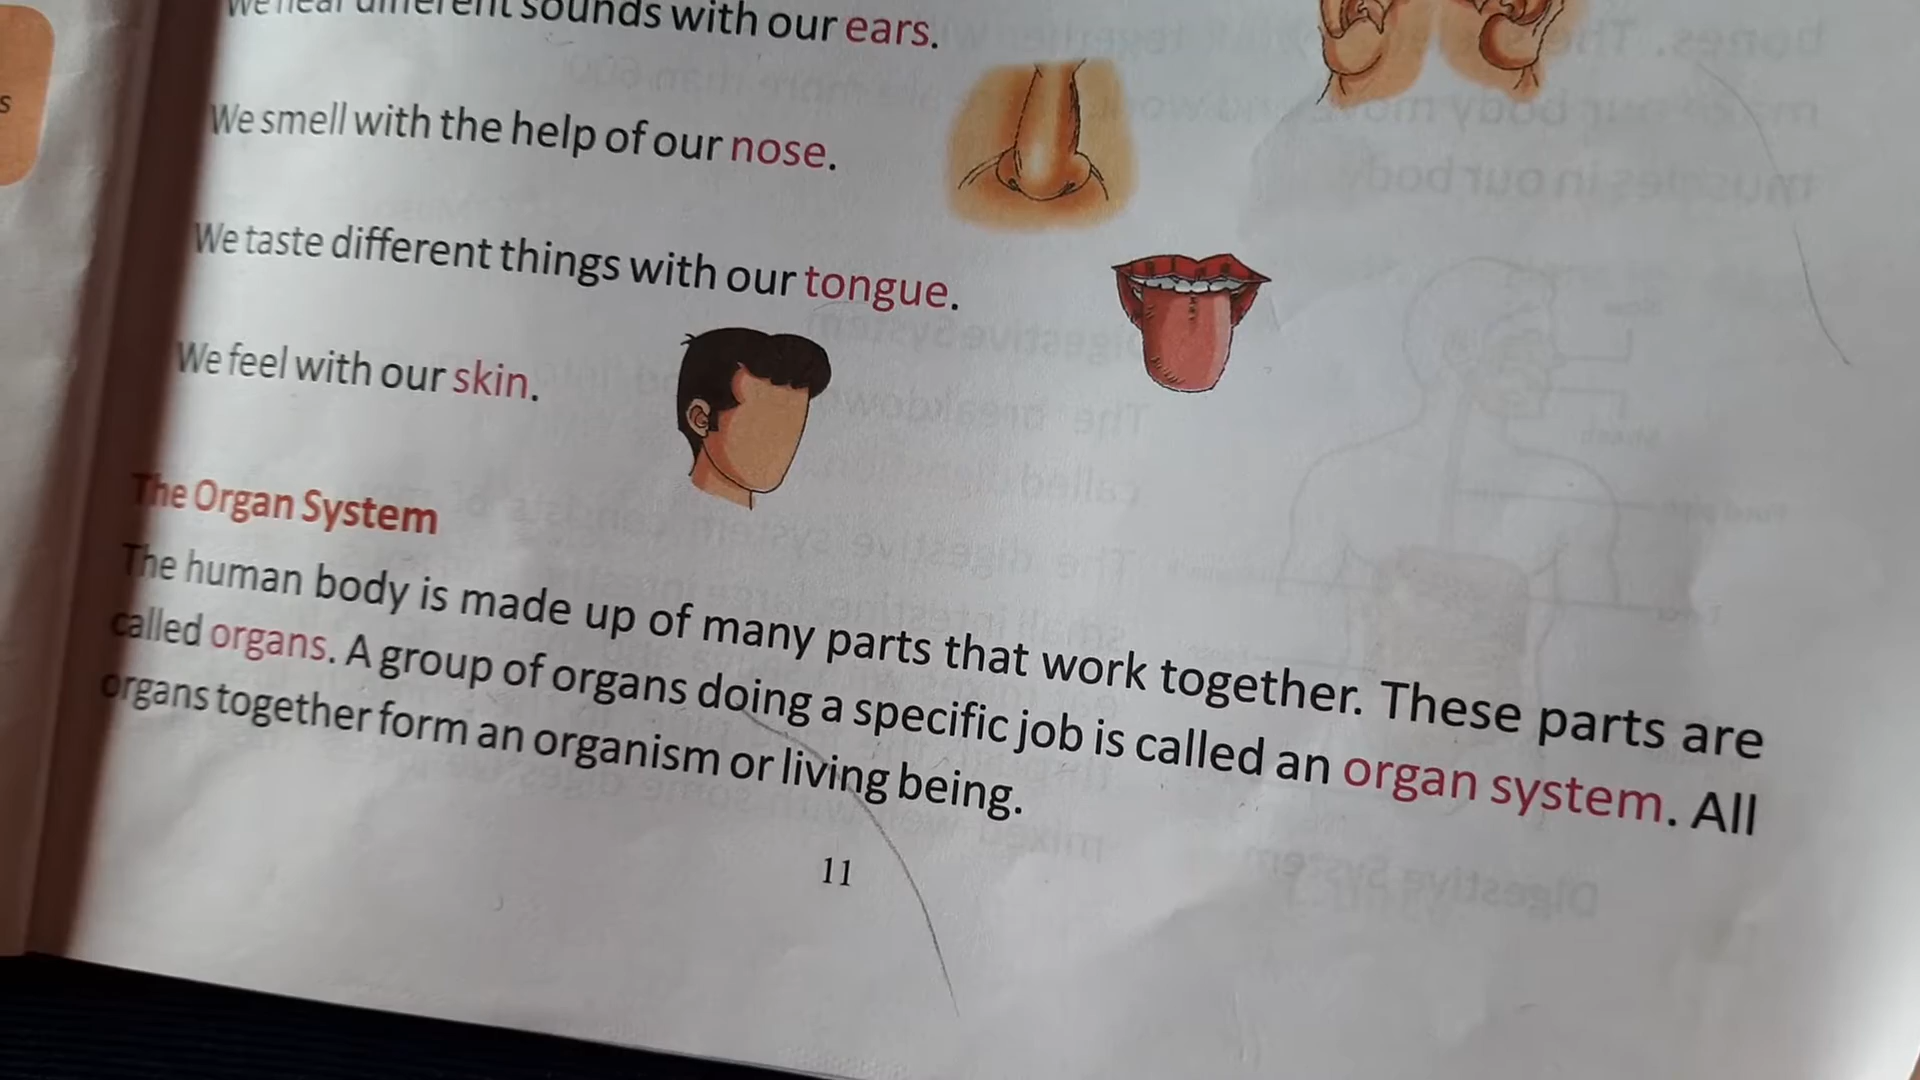 We hear different sounds with our ears.
We smell with the help of our nose.
We taste different things with our tongue.
We feel with our skin.
The Organ System
The human body is made up of many parts that work together. These parts are
called organs. A group of organs doing a specific job is called an organ system. All
organs together form an organism or living being.
11